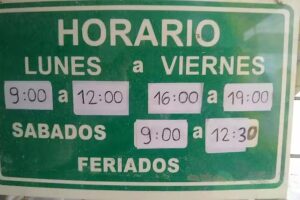 HORARIO
LUNES a VIERNES
9:00 a 12:00 16:00 a 19:00
SABADOS 9:00 a 12:30
FERIADOS